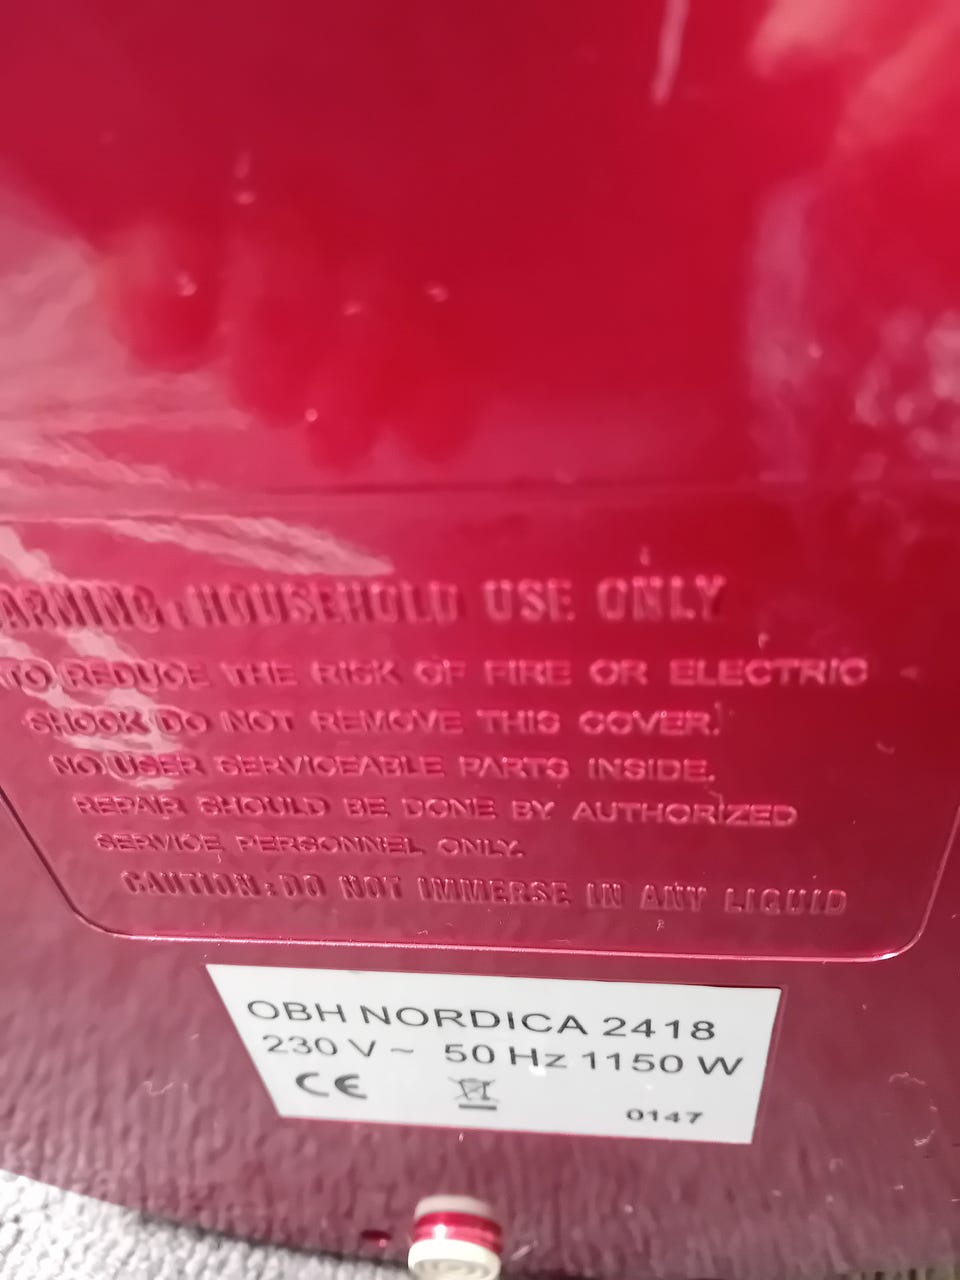 ARNING: HOUSEHOLD USE ONLY
TO REDUCE THE RISK OF FIRE OR ELECTRIC
SHOCK DO NOT REMOVE THIS COVER.
NO USER SERVICEABLE PARTS INSIDE.
REPAIR SHOULD BE DONE BY AUTHORIZED
SERVICE PERSONNEL ONLY.
CAUTION: DO NOT IMMERSE IN ANY LIQUID
OBH NORDICA 2418
230 V ~ 50 Hz 1150 W
CE
0147